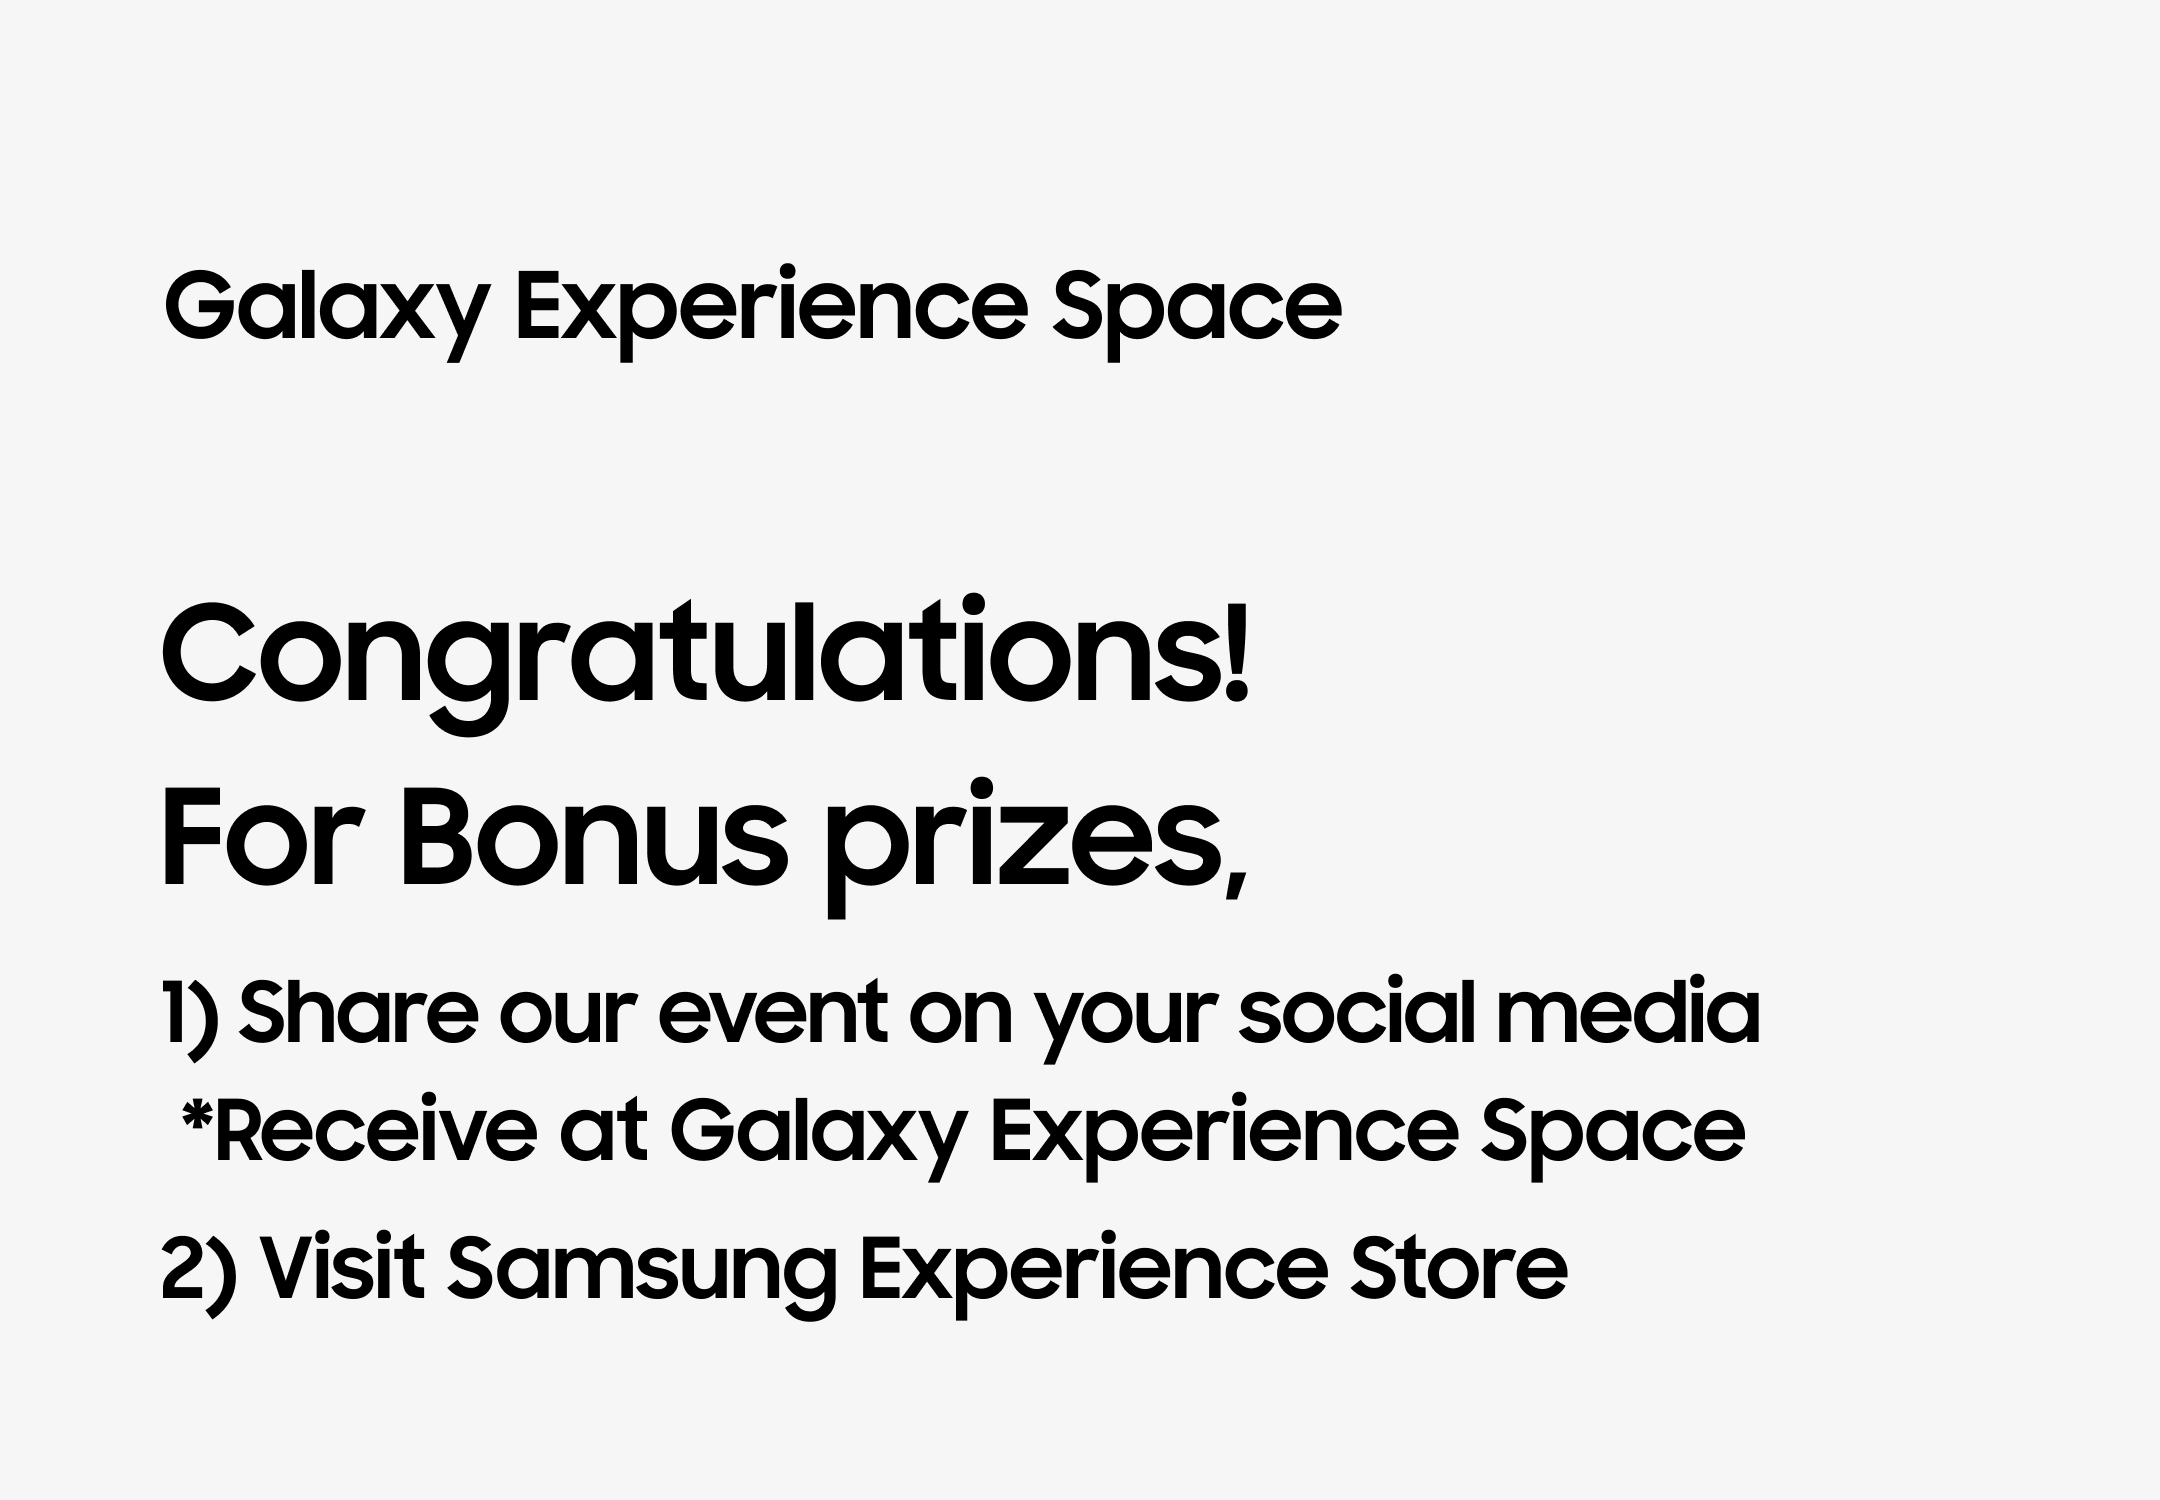 Galaxy Experience Space
Congratulations!
For Bonus prizes,
1) Share our event on your social media
*Receive at Galaxy Experience Space
2) Visit Samsung Experience Store